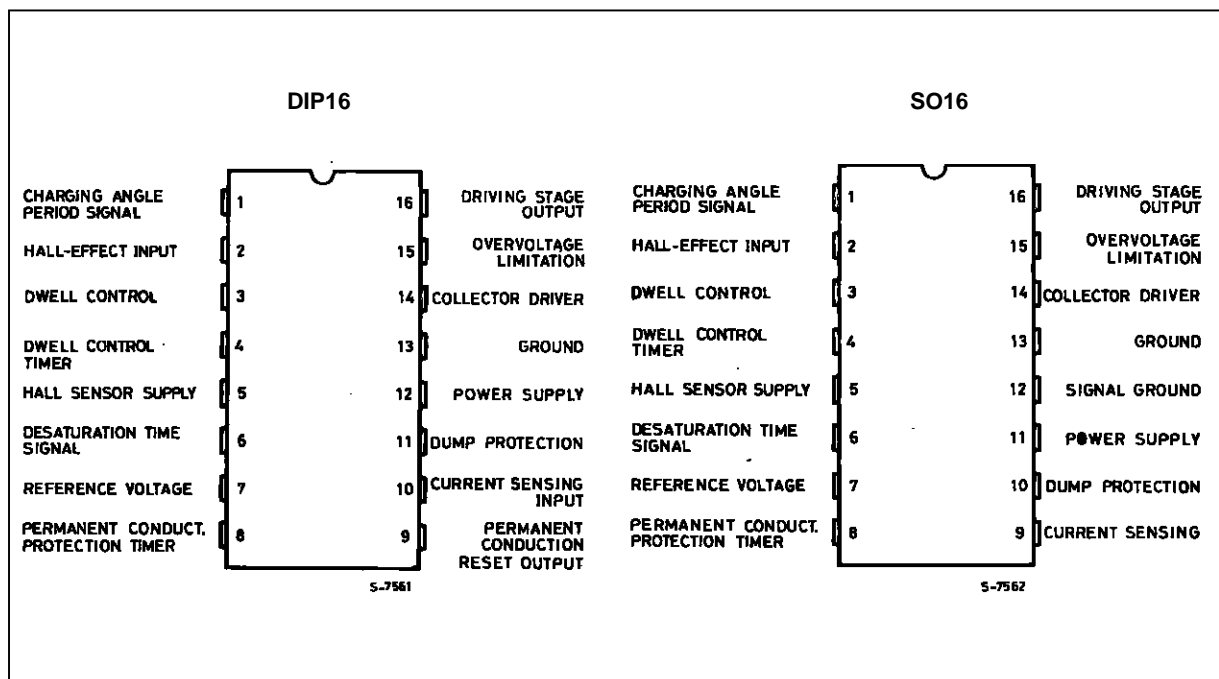 DIP16
CHARGING ANGLE
PERIOD SIGNAL
1
HALL-EFFECT INPUT
2
DWELL CONTROL
3
DWELL CONTROL
TIMER
4
HALL SENSOR SUPPLY
5
DESATURATION TIME
SIGNAL
6
REFERENCE VOLTAGE
7
PERMANENT CONDUCT.
PROTECTION TIMER
8
16
DRIVING STAGE
OUTPUT
15
OVERVOLTAGE
LIMITATION
14
COLLECTOR DRIVER
13
GROUND
12
POWER SUPPLY
11
DUMP PROTECTION
10
CURRENT SENSING
INPUT
9
PERMANENT
CONDUCTION
RESET OUTPUT
S-7561
SO16
CHARGING ANGLE
PERIOD SIGNAL
1
HALL-EFFECT INPUT
2
DWELL CONTROL
3
DWELL CONTROL
TIMER
4
HALL SENSOR SUPPLY
5
DESATURATION TIME
SIGNAL
6
REFERENCE VOLTAGE
7
PERMANENT CONDUCT.
PROTECTION TIMER
8
16
DRIVING STAGE
OUTPUT
15
OVERVOLTAGE
LIMITATION
14
COLLECTOR DRIVER
13
GROUND
12
SIGNAL GROUND
11
POWER SUPPLY
10
DUMP PROTECTION
9
CURRENT SENSING
S-7562